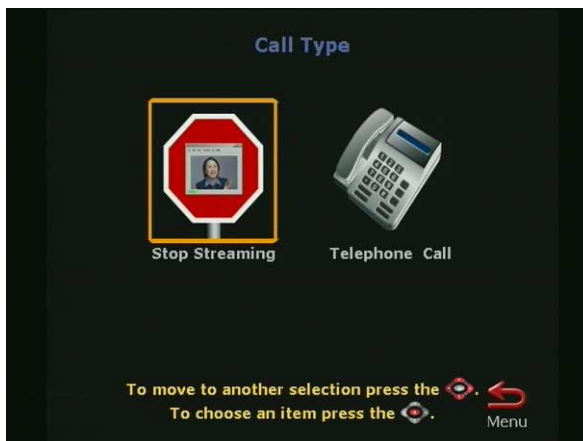 Call Type
Stop Streaming
Telephone Call
To move to another selection press the .
To choose an item press the .
Menu